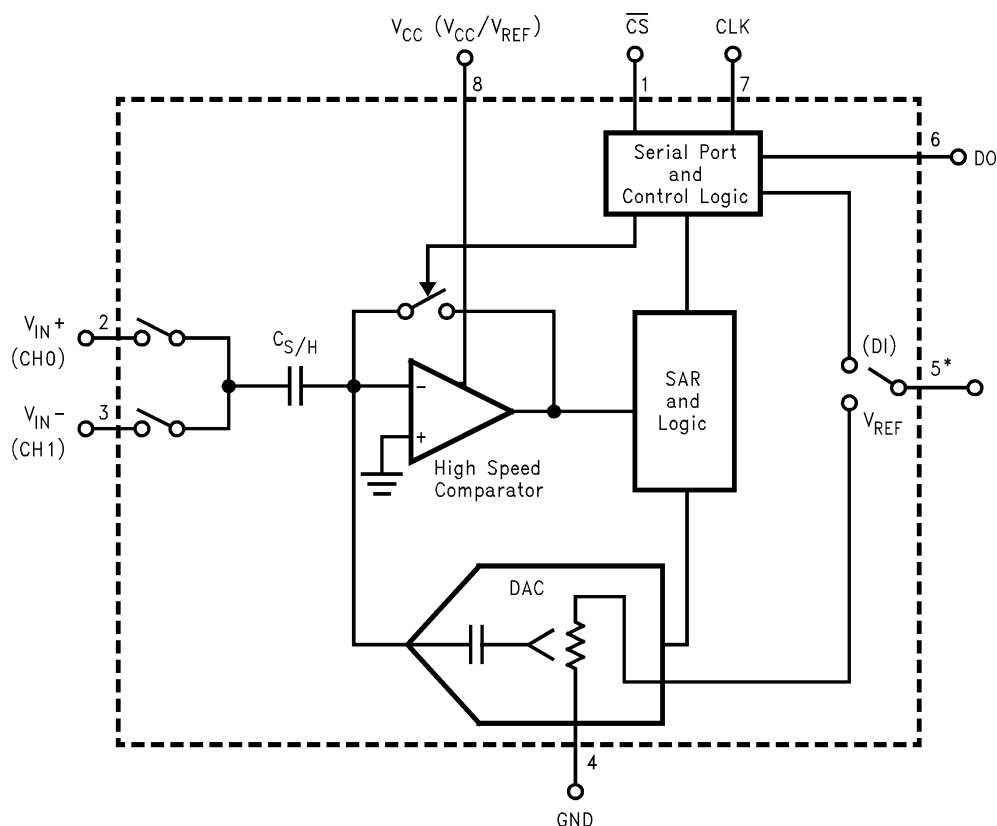 V_CC (V_CC/V_REF)
C̅S̅
CLK
8
1
7
6
DO
Serial Port
and
Control Logic
V_IN+
(CH0)
2
C_S/H
V_IN−
(CH1)
3
−
+
High Speed
Comparator
SAR
and
Logic
(DI)
5*
V_REF
DAC
4
GND